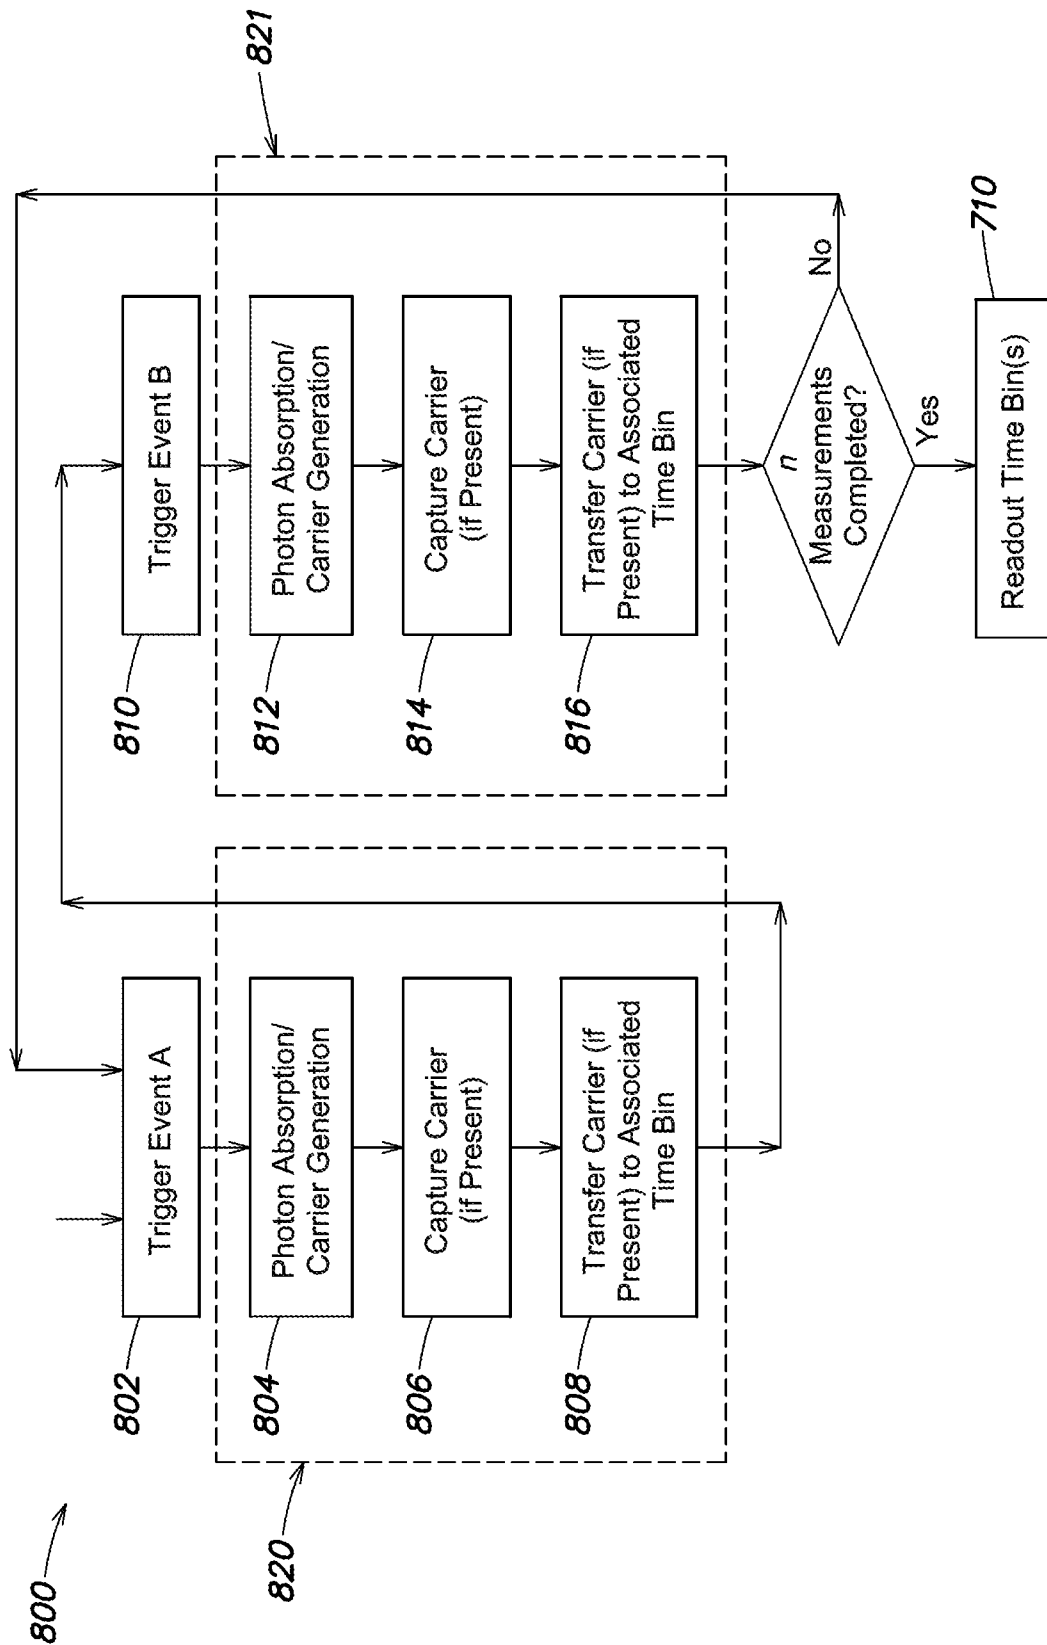 800
820
802
Trigger Event A
804
Photon Absorption/
Carrier Generation
806
Capture Carrier
(if Present)
808
Transfer Carrier (if
Present) to Associated
Time Bin
821
810
Trigger Event B
812
Photon Absorption/
Carrier Generation
814
Capture Carrier
(if Present)
816
Transfer Carrier (if
Present) to Associated
Time Bin
n
Measurements
Completed?
No
Yes
710
Readout Time Bin(s)